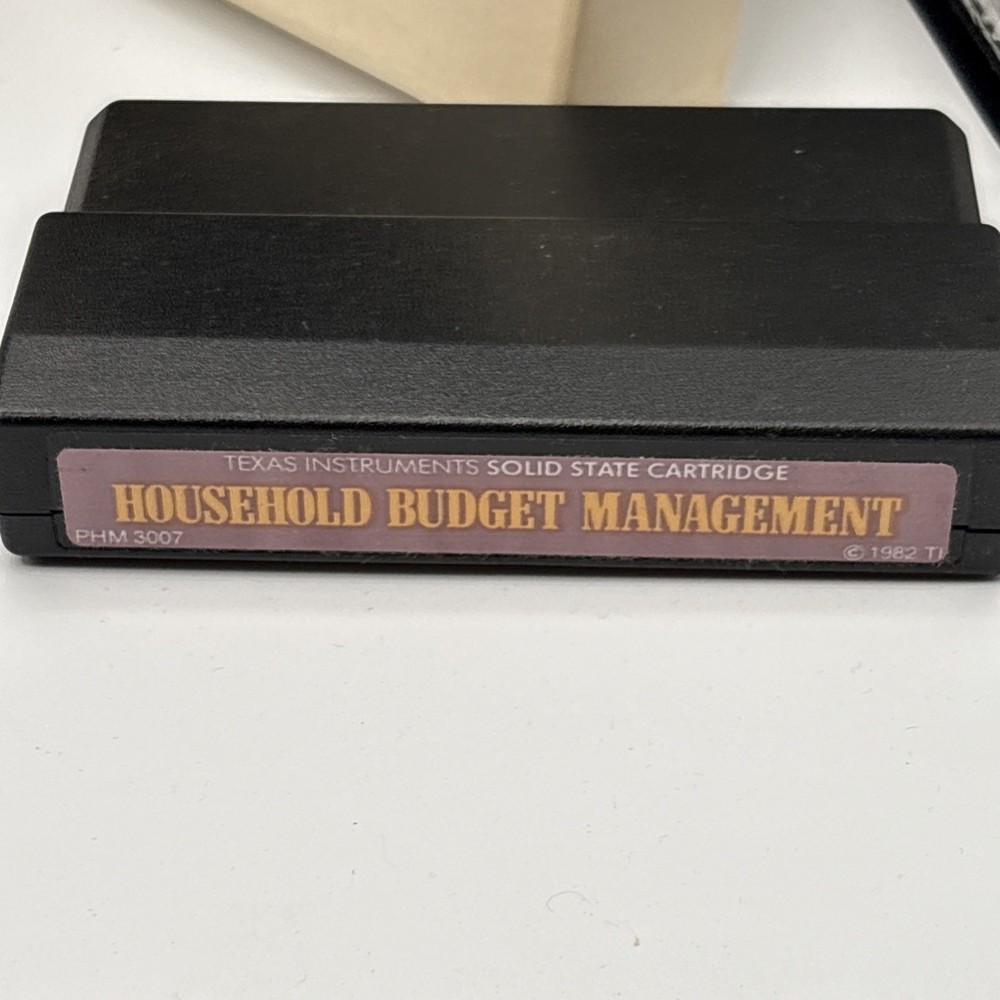 TEXAS INSTRUMENTS SOLID STATE CARTRIDGE
HOUSEHOLD BUDGET MANAGEMENT
PHM 3007
© 1982 TI